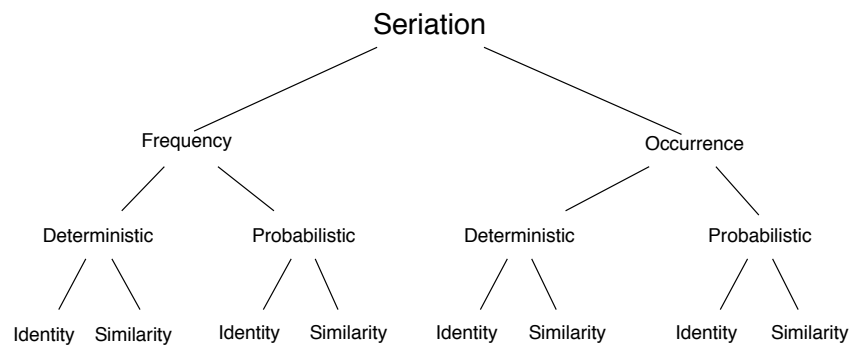 Seriation
Frequency Occurrence
Deterministic Probabilistic Deterministic Probabilistic
Identity Similarity Identity Similarity Identity Similarity Identity Similarity